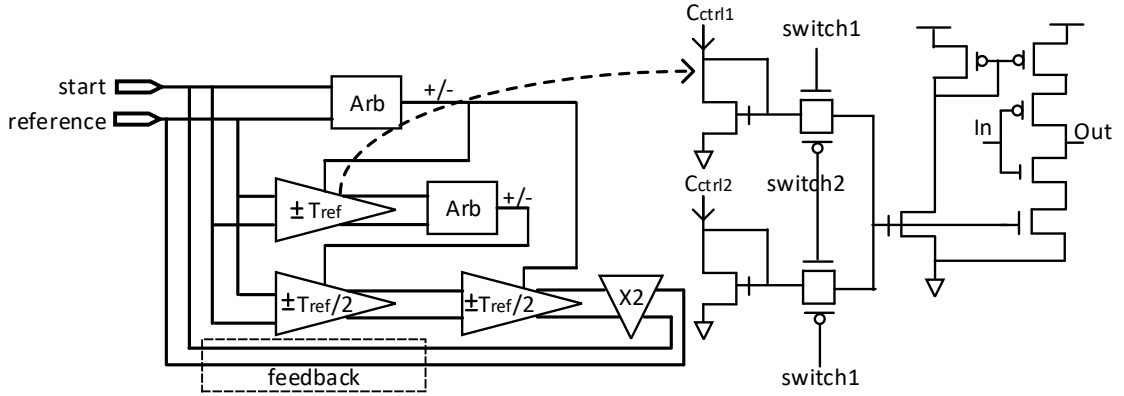 start
reference
Arb
+/-
± Tref
Arb
+/-
±Tref/2
±Tref/2
X2
feedback
Cctrl1
switch1
Cctrl2
switch2
switch1
In
Out